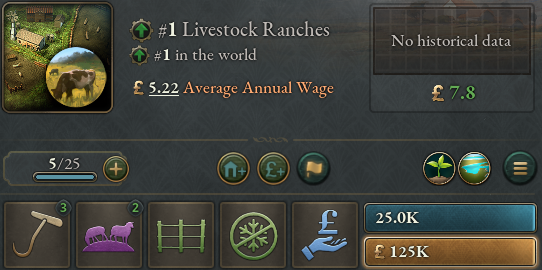 #1 Livestock Ranches
#1 in the world
£ 5.22 Average Annual Wage
No historical data
£ 7.8
5/25
£+
3
2
£
25.0K
£ 125K